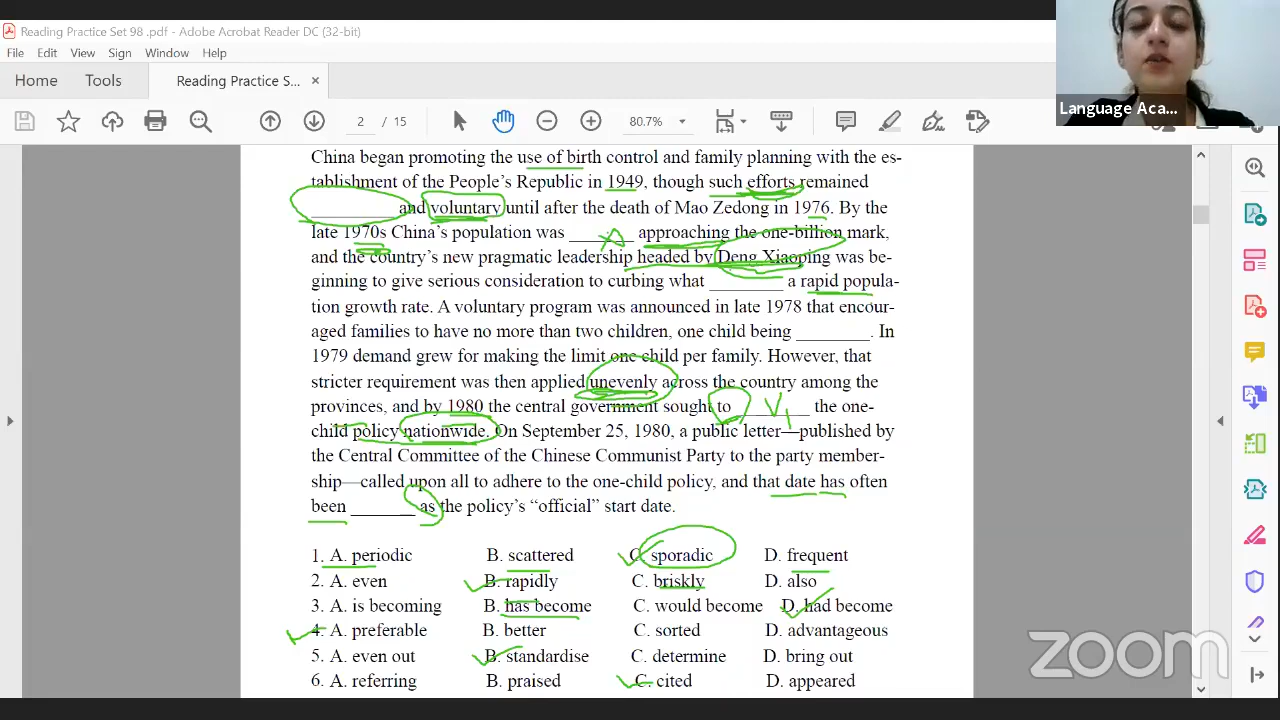 Reading Practice Set 98 .pdf - Adobe Acrobat Reader DC (32-bit)
File Edit View Sign Window Help
Home Tools Reading Practice S... ×
2 / 15 80.7%
Language Aca...
China began promoting the use of birth control and family planning with the es-
tablishment of the People's Republic in 1949, though such efforts remained
________ and voluntary until after the death of Mao Zedong in 1976. By the
late 1970s China's population was _______ approaching the one-billion mark,
and the country's new pragmatic leadership headed by Deng Xiaoping was be-
ginning to give serious consideration to curbing what ________ a rapid popula-
tion growth rate. A voluntary program was announced in late 1978 that encour-
aged families to have no more than two children, one child being ________. In
1979 demand grew for making the limit one child per family. However, that
stricter requirement was then applied unevenly across the country among the
provinces, and by 1980 the central government sought to ________ the one-
child policy nationwide. On September 25, 1980, a public letter—published by
the Central Committee of the Chinese Communist Party to the party member-
ship—called upon all to adhere to the one-child policy, and that date has often
been _______ as the policy's "official" start date.
1. A. periodic B. scattered C. sporadic D. frequent
2. A. even B. rapidly C. briskly D. also
3. A. is becoming B. has become C. would become D. had become
4. A. preferable B. better C. sorted D. advantageous
5. A. even out B. standardise C. determine D. bring out
6. A. referring B. praised C. cited D. appeared
zoom